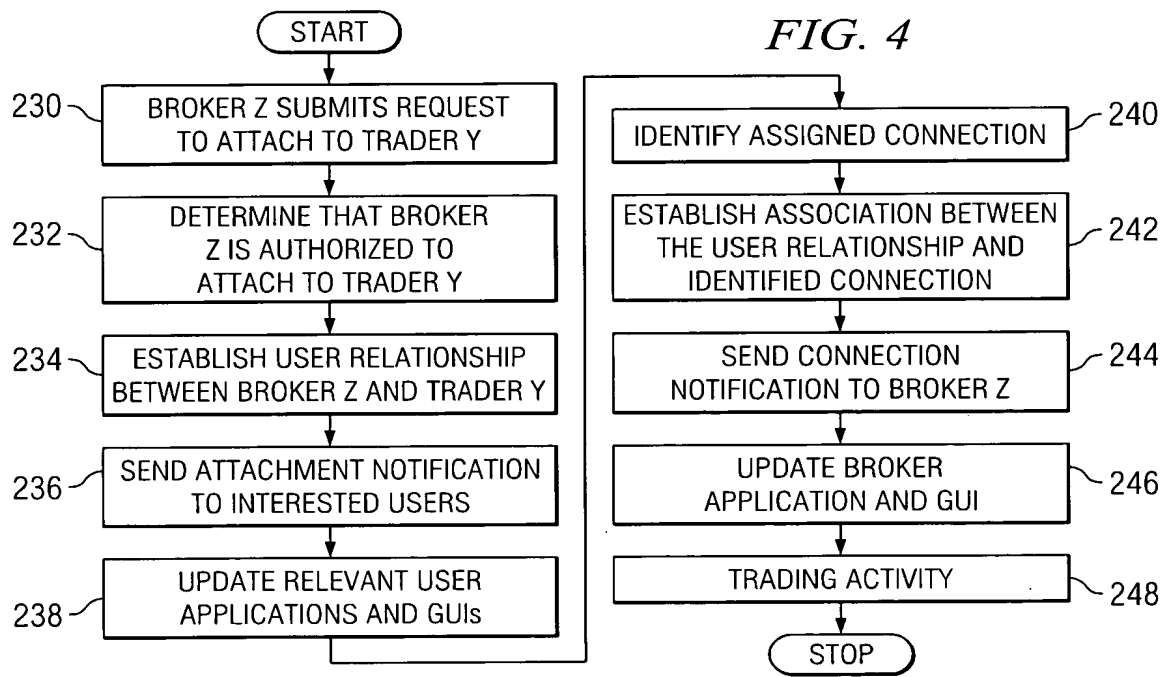 FIG. 4
START
230
BROKER Z SUBMITS REQUEST
TO ATTACH TO TRADER Y
232
DETERMINE THAT BROKER
Z IS AUTHORIZED TO
ATTACH TO TRADER Y
234
ESTABLISH USER RELATIONSHIP
BETWEEN BROKER Z AND TRADER Y
236
SEND ATTACHMENT NOTIFICATION
TO INTERESTED USERS
238
UPDATE RELEVANT USER
APPLICATIONS AND GUIs
IDENTIFY ASSIGNED CONNECTION
240
ESTABLISH ASSOCIATION BETWEEN
THE USER RELATIONSHIP AND
IDENTIFIED CONNECTION
242
SEND CONNECTION
NOTIFICATION TO BROKER Z
244
UPDATE BROKER
APPLICATION AND GUI
246
TRADING ACTIVITY
248
STOP